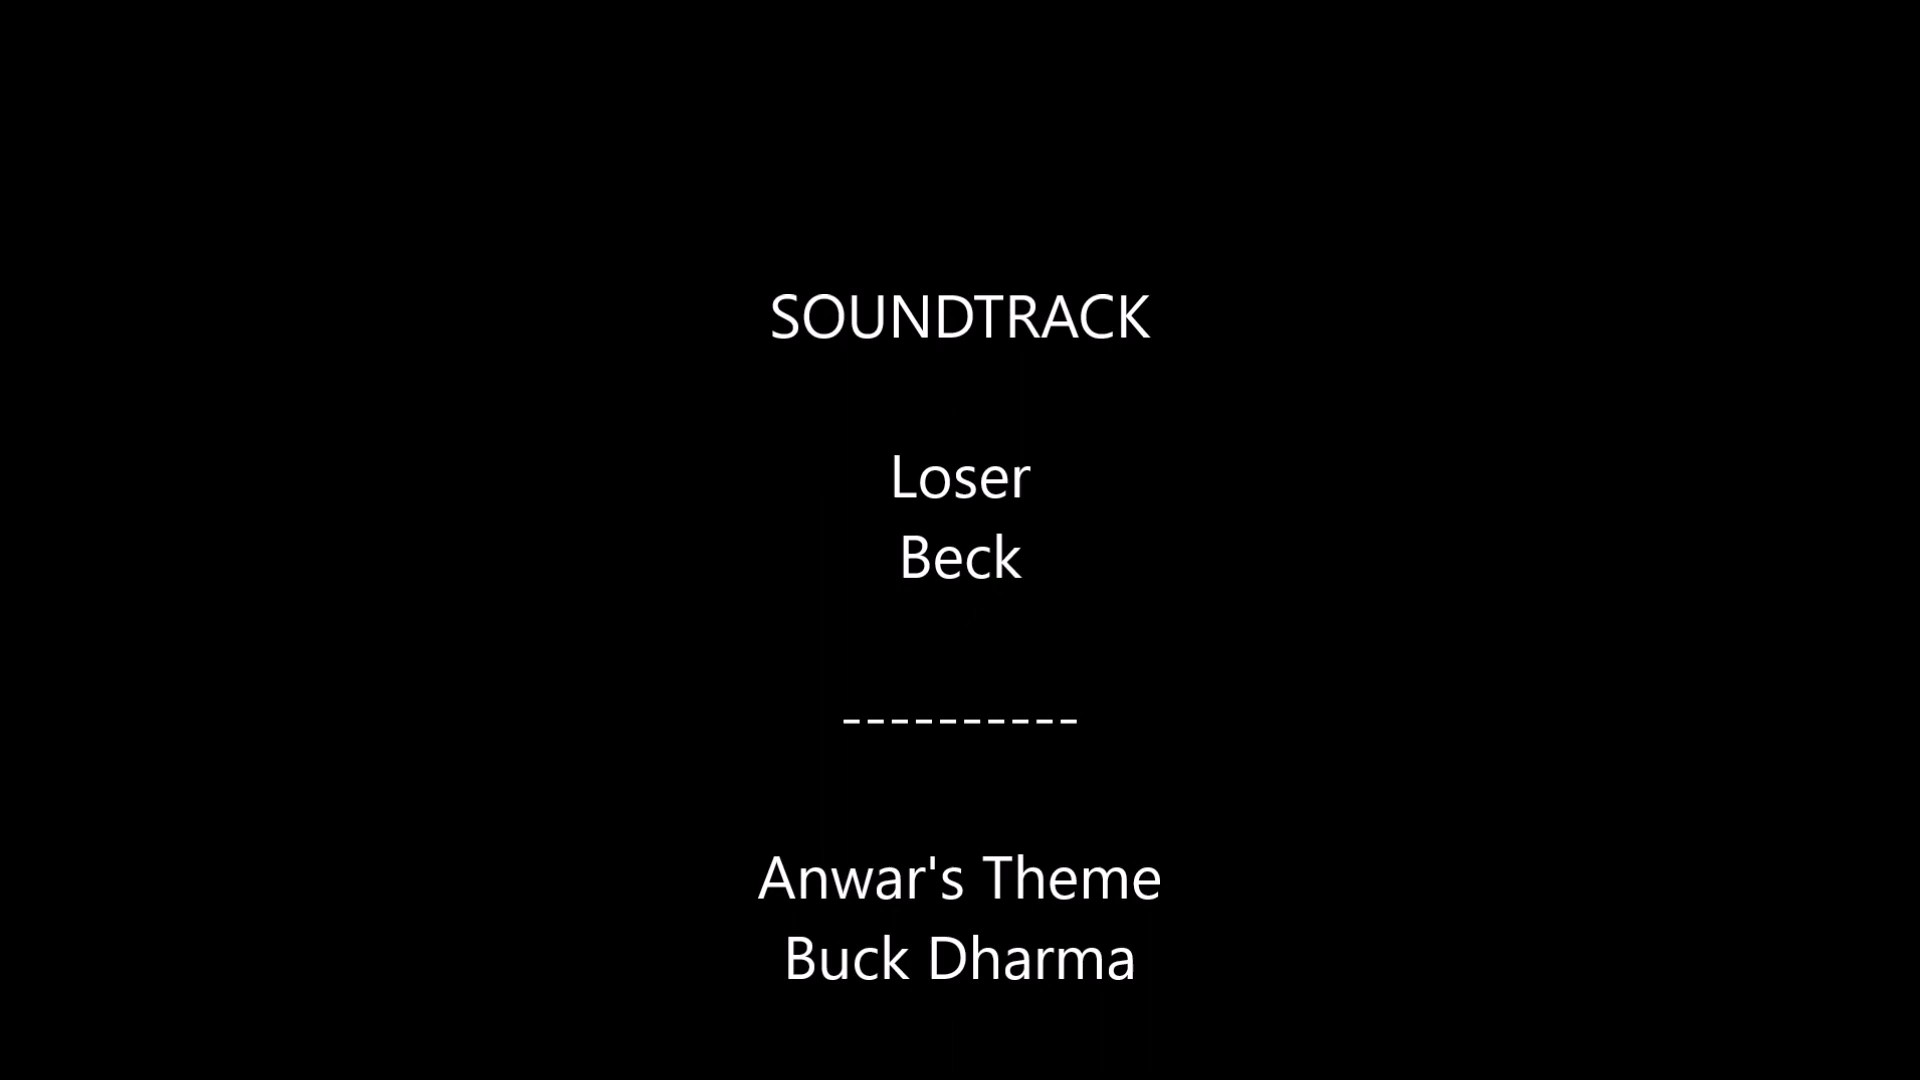 SOUNDTRACK
Loser
Beck
----------
Anwar's Theme
Buck Dharma